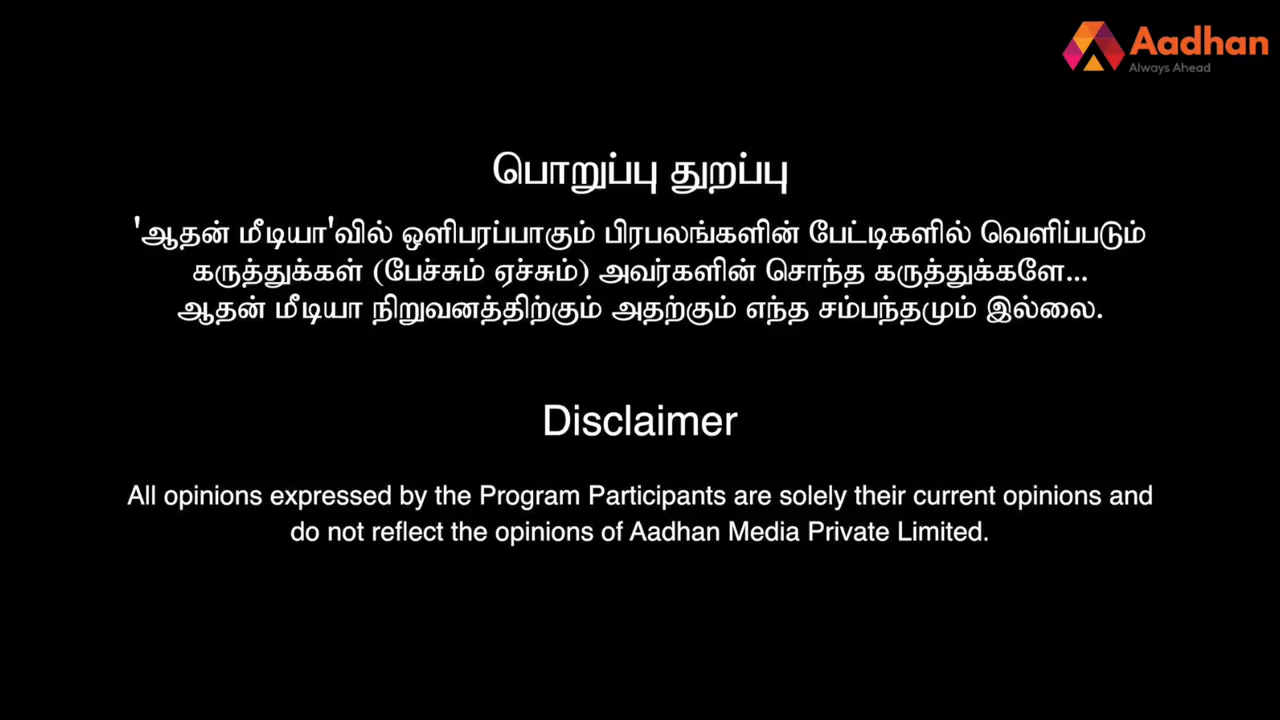 Aadhan
Always Ahead
பொறுப்பு துறப்பு
'ஆதன் மீடியா'வில் ஒளிபரப்பாகும் பிரபலங்களின் பேட்டிகளில் வெளிப்படும்
கருத்துக்கள் (பேச்சும் ஏச்சும்) அவர்களின் சொந்த கருத்துக்களே...
ஆதன் மீடியா நிறுவனத்திற்கும் அதற்கும் எந்த சம்பந்தமும் இல்லை.
Disclaimer
All opinions expressed by the Program Participants are solely their current opinions and
do not reflect the opinions of Aadhan Media Private Limited.